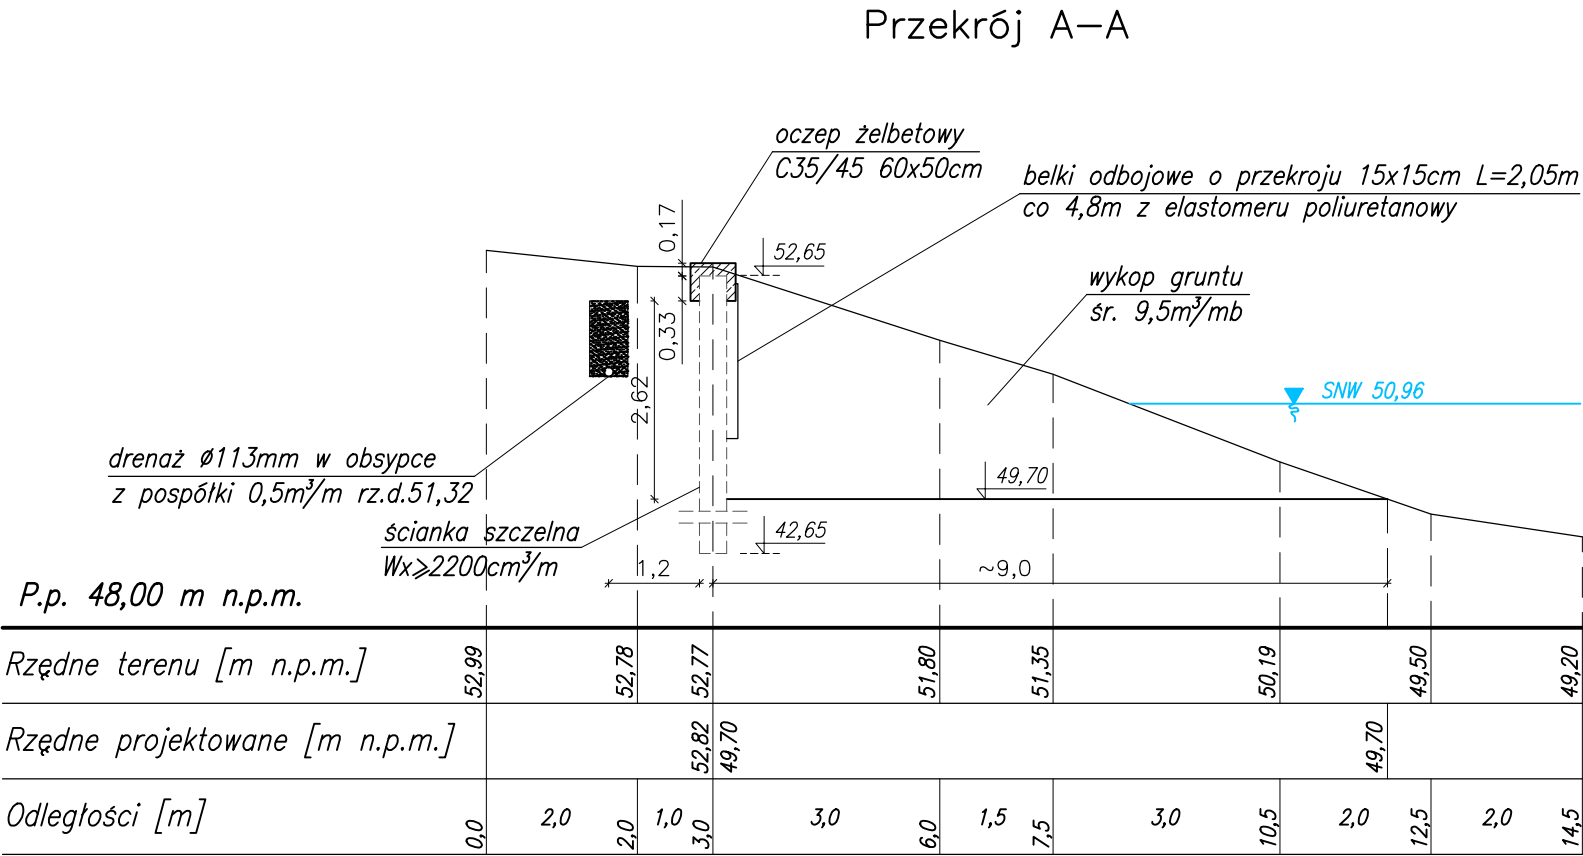 Przekrój A–A
oczep żelbetowy
C35/45 60x50cm
belki odbojowe o przekroju 15x15cm L=2,05m
co 4,8m z elastomeru poliuretanowy
0,17
52,65
wykop gruntu
śr. 9,5m³/mb
0,33
SNW 50,96
2,62
drenaż Ø113mm w obsypce
z pospółki 0,5m³/m rz.d.51,32
49,70
ścianka szczelna
Wx⩾2200cm³/m
42,65
1,2
~9,0
P.p. 48,00 m n.p.m.
Rzędne terenu [m n.p.m.] 52,99 52,78 52,77 51,80 51,35 50,19 49,50 49,20
Rzędne projektowane [m n.p.m.] 52,82 49,70 49,70
Odległości [m] 0,0 2,0 2,0 1,0 3,0 3,0 6,0 1,5 7,5 3,0 10,5 2,0 12,5 2,0 14,5